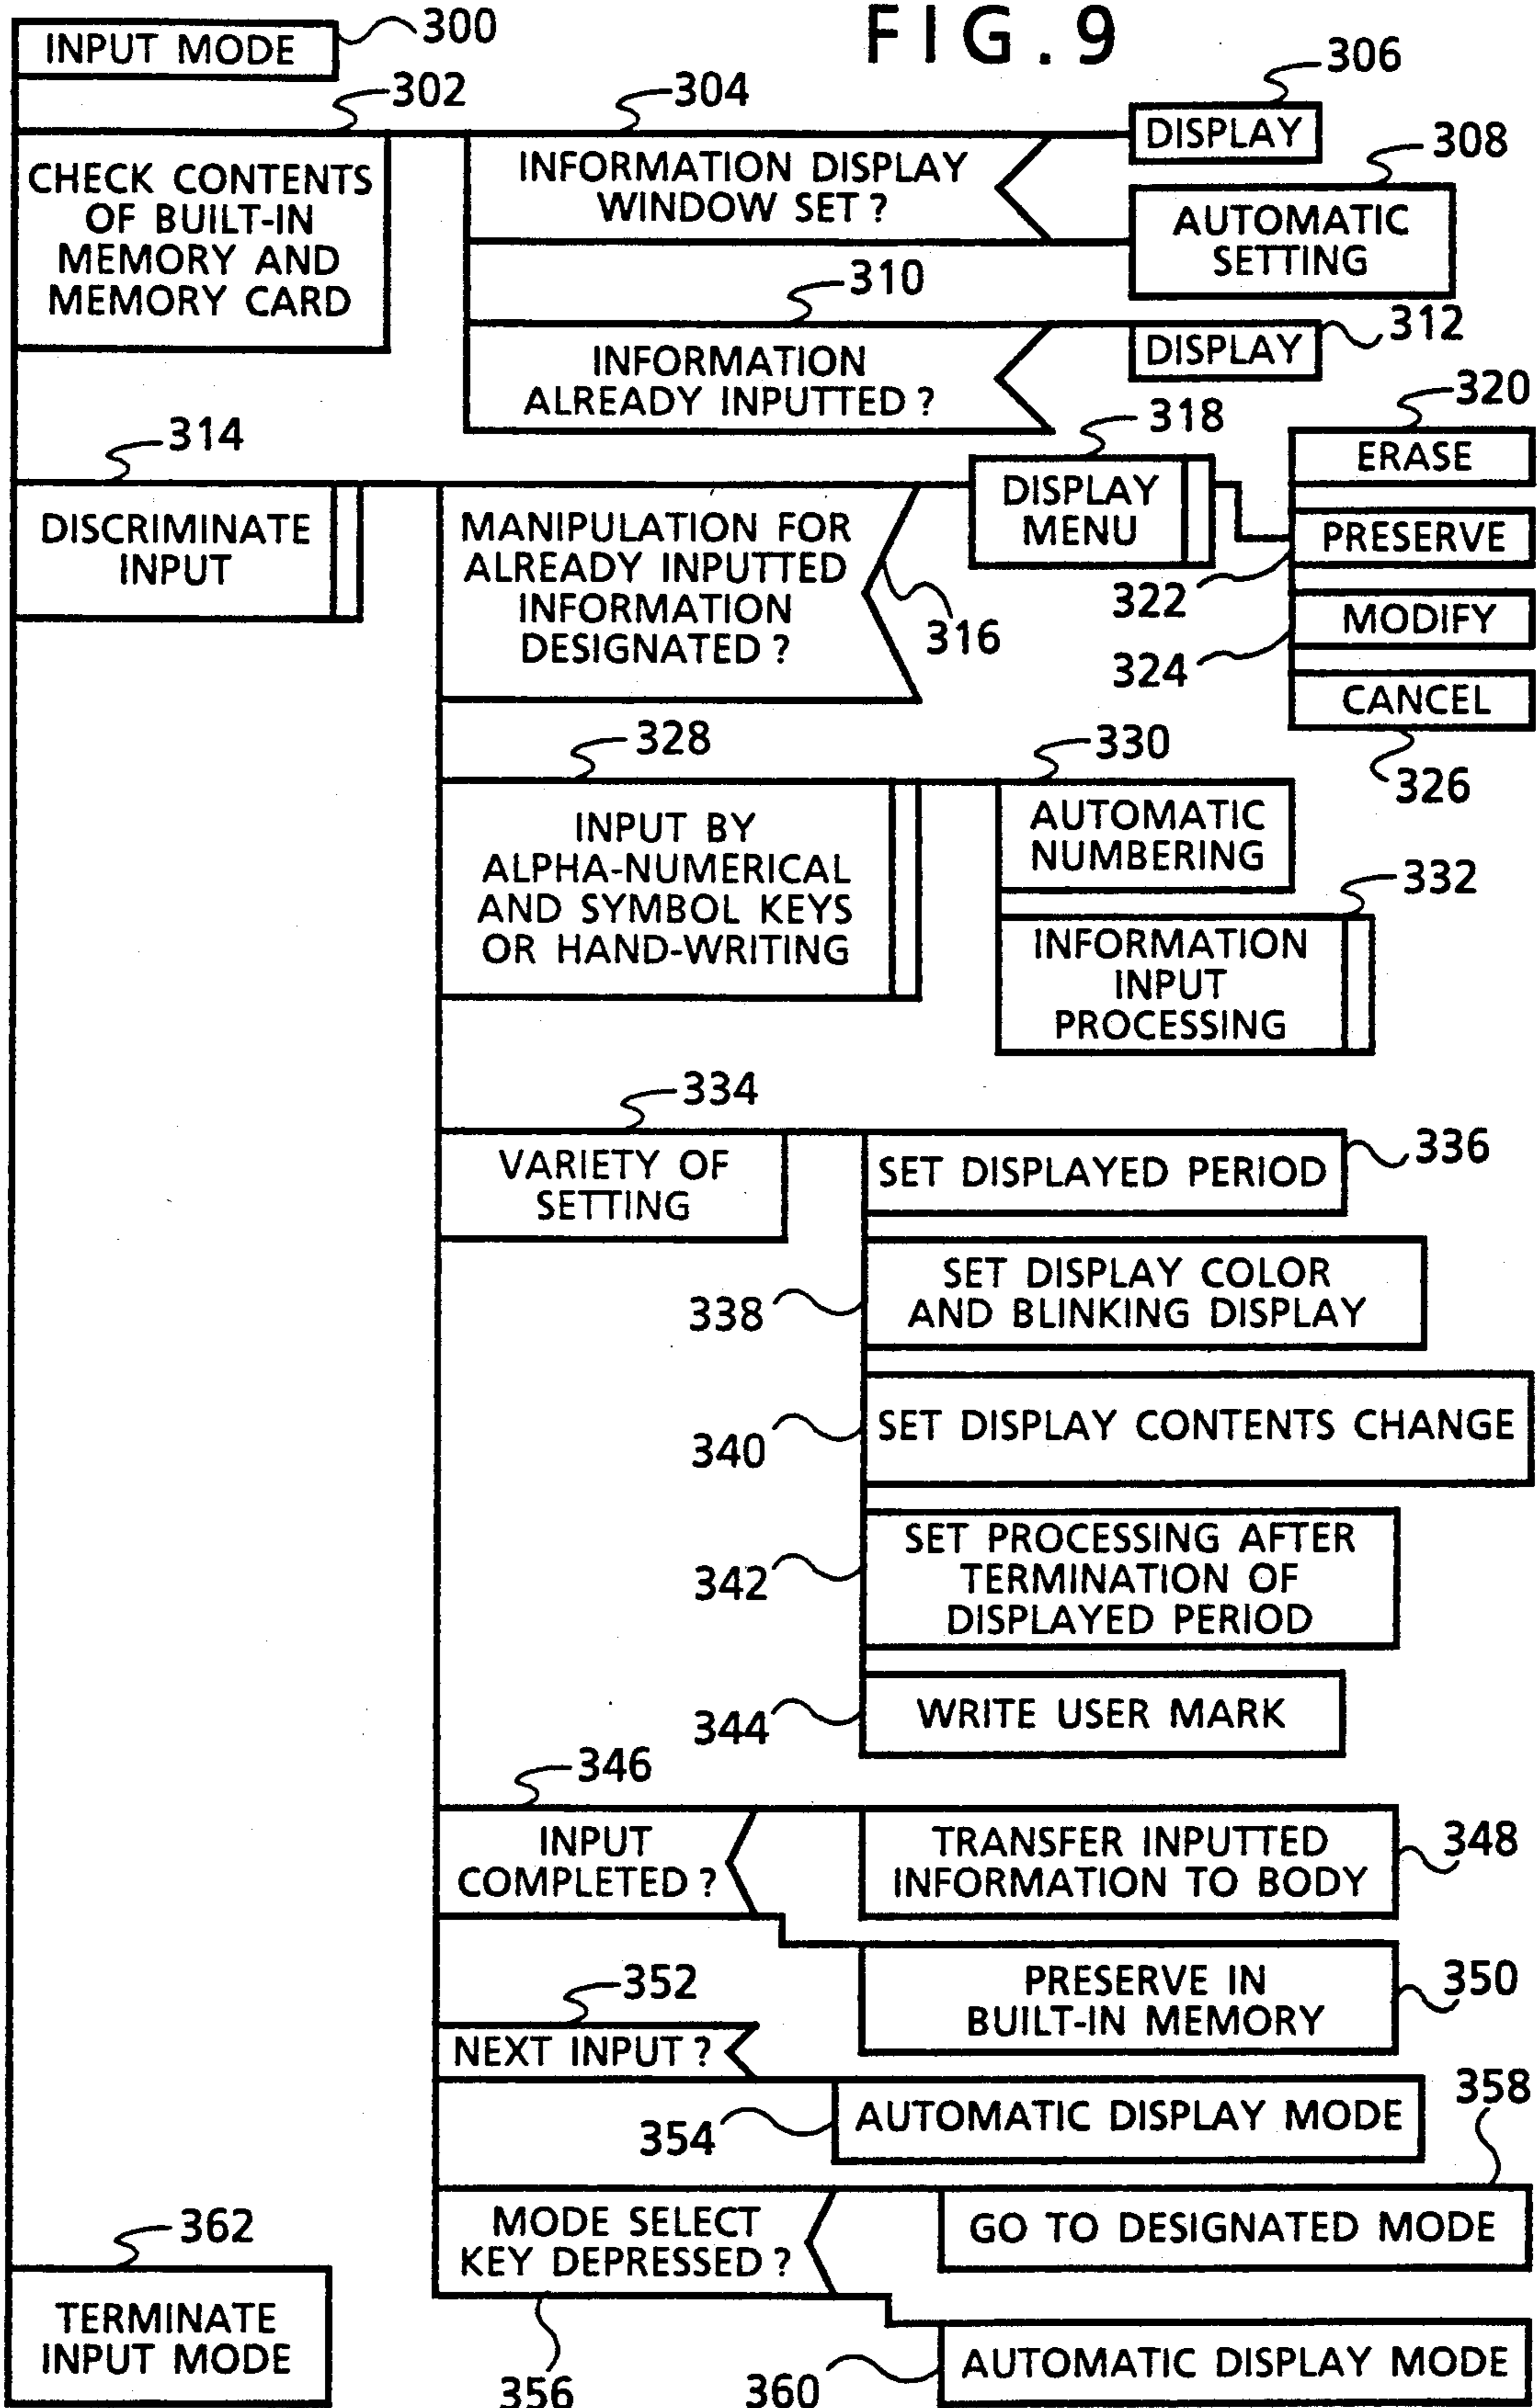 FIG. 9
INPUT MODE
300
302
CHECK CONTENTS
OF BUILT-IN
MEMORY AND
MEMORY CARD
304
INFORMATION DISPLAY
WINDOW SET ?
306
DISPLAY
308
AUTOMATIC
SETTING
310
INFORMATION
ALREADY INPUTTED ?
312
DISPLAY
314
DISCRIMINATE
INPUT
MANIPULATION FOR
ALREADY INPUTTED
INFORMATION
DESIGNATED ?
316
318
DISPLAY
MENU
320
ERASE
PRESERVE
322
MODIFY
324
CANCEL
326
328
INPUT BY
ALPHA-NUMERICAL
AND SYMBOL KEYS
OR HAND-WRITING
330
AUTOMATIC
NUMBERING
332
INFORMATION
INPUT
PROCESSING
334
VARIETY OF
SETTING
SET DISPLAYED PERIOD
336
SET DISPLAY COLOR
AND BLINKING DISPLAY
338
SET DISPLAY CONTENTS CHANGE
340
SET PROCESSING AFTER
TERMINATION OF
DISPLAYED PERIOD
342
WRITE USER MARK
344
346
INPUT
COMPLETED ?
TRANSFER INPUTTED
INFORMATION TO BODY
348
PRESERVE IN
BUILT-IN MEMORY
350
352
NEXT INPUT ?
354
AUTOMATIC DISPLAY MODE
MODE SELECT
KEY DEPRESSED ?
356
358
GO TO DESIGNATED MODE
360
AUTOMATIC DISPLAY MODE
362
TERMINATE
INPUT MODE